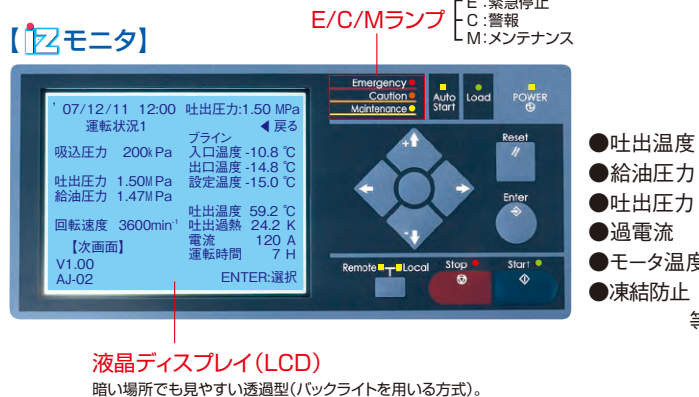 E:緊急停止
C:警報
M:メンテナンス
E/C/Mランプ
【iZモニタ】
Emergency
Caution
Maintenance
Auto Start
Load
POWER
' 07/12/11 12:00 吐出圧力:1.50 MPa
運転状況1 ◀ 戻る
ブライン
吸込圧力 200kPa 入口温度 -10.8 ℃
出口温度 -14.8 ℃
吐出圧力 1.50MPa 設定温度 -15.0 ℃
給油圧力 1.47MPa
吐出温度 59.2 ℃
回転速度 3600min⁻¹ 吐出過熱 24.2 K
電流 120 A
【次画面】 運転時間 7 H
V1.00
AJ-02 ENTER:選択
+1
-1
Reset
Enter
Remote Local
Stop
Start
●吐出温度
●給油圧力
●吐出圧力
●過電流
●モータ温度
●凍結防止
液晶ディスプレイ(LCD)
暗い場所でも見やすい透過型(バックライトを用いる方式)。